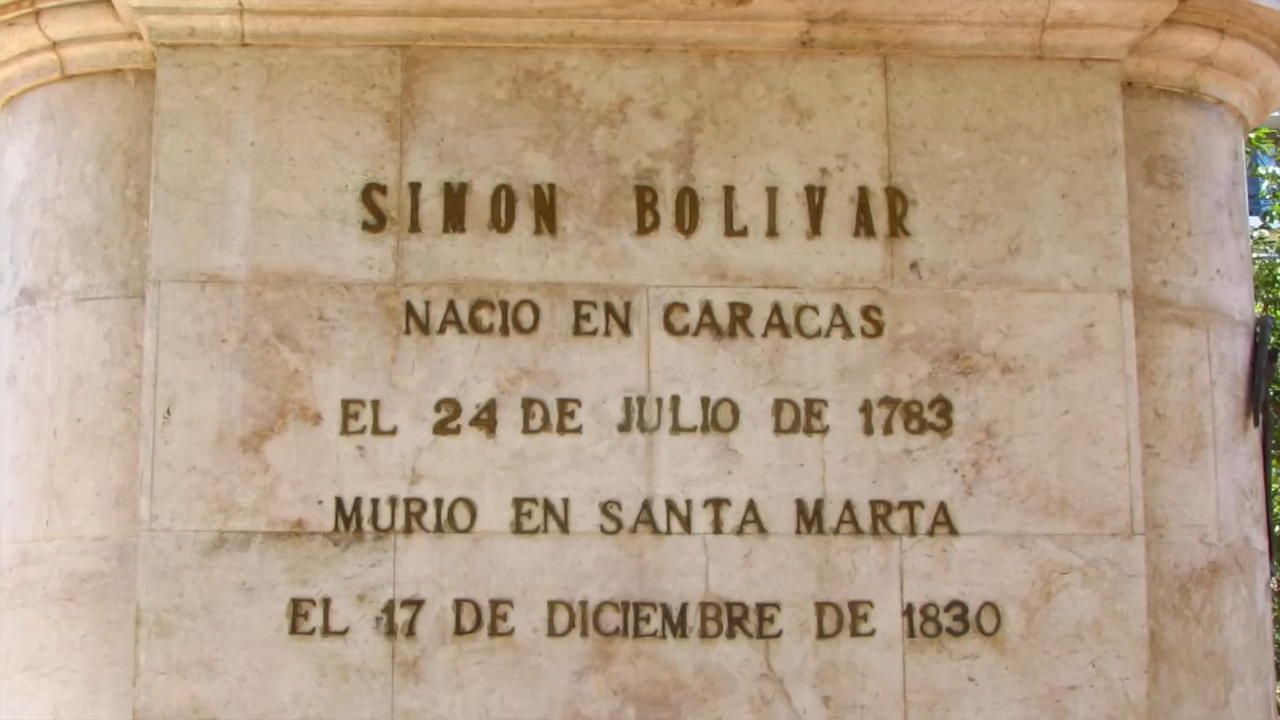 SIMON BOLIVAR
NACIO EN CARACAS
EL 24 DE JULIO DE 1783
MURIO EN SANTA MARTA
EL 17 DE DICIEMBRE DE 1830